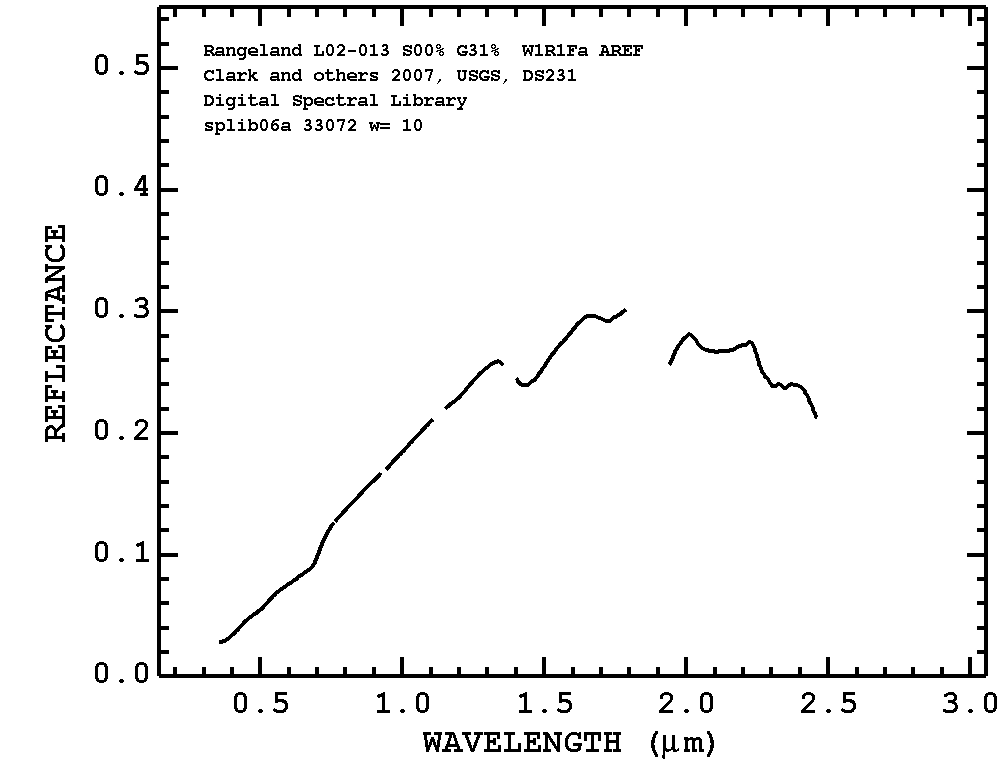 Rangeland L02-013 S00% G31%  W1R1Fa AREF
Clark and others 2007, USGS, DS231
Digital Spectral Library
splib06a 33072 w= 10
REFLECTANCE
0.5
0.4
0.3
0.2
0.1
0.0
0.5 1.0 1.5 2.0 2.5 3.0
WAVELENGTH (μm)